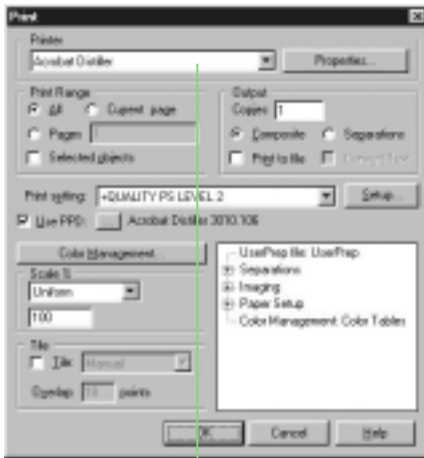 Print
Printer
Acrobat Distiller
Properties...
Print Range
All
Current page
Pages
Selected objects
Output
Copies: 1
Composite
Separations
Print to file
Print setting: +QUALITY PS LEVEL 2
Setup...
Use PPD: ... Acrobat Distiller 3010.106
Color Management...
Scale %
Uniform
100
UserPrep file: UserPrep
Separations
Imaging
Paper Setup
Color Management: Color Tables
Tile
Tile: Manual
Overlap: points
OK
Cancel
Help